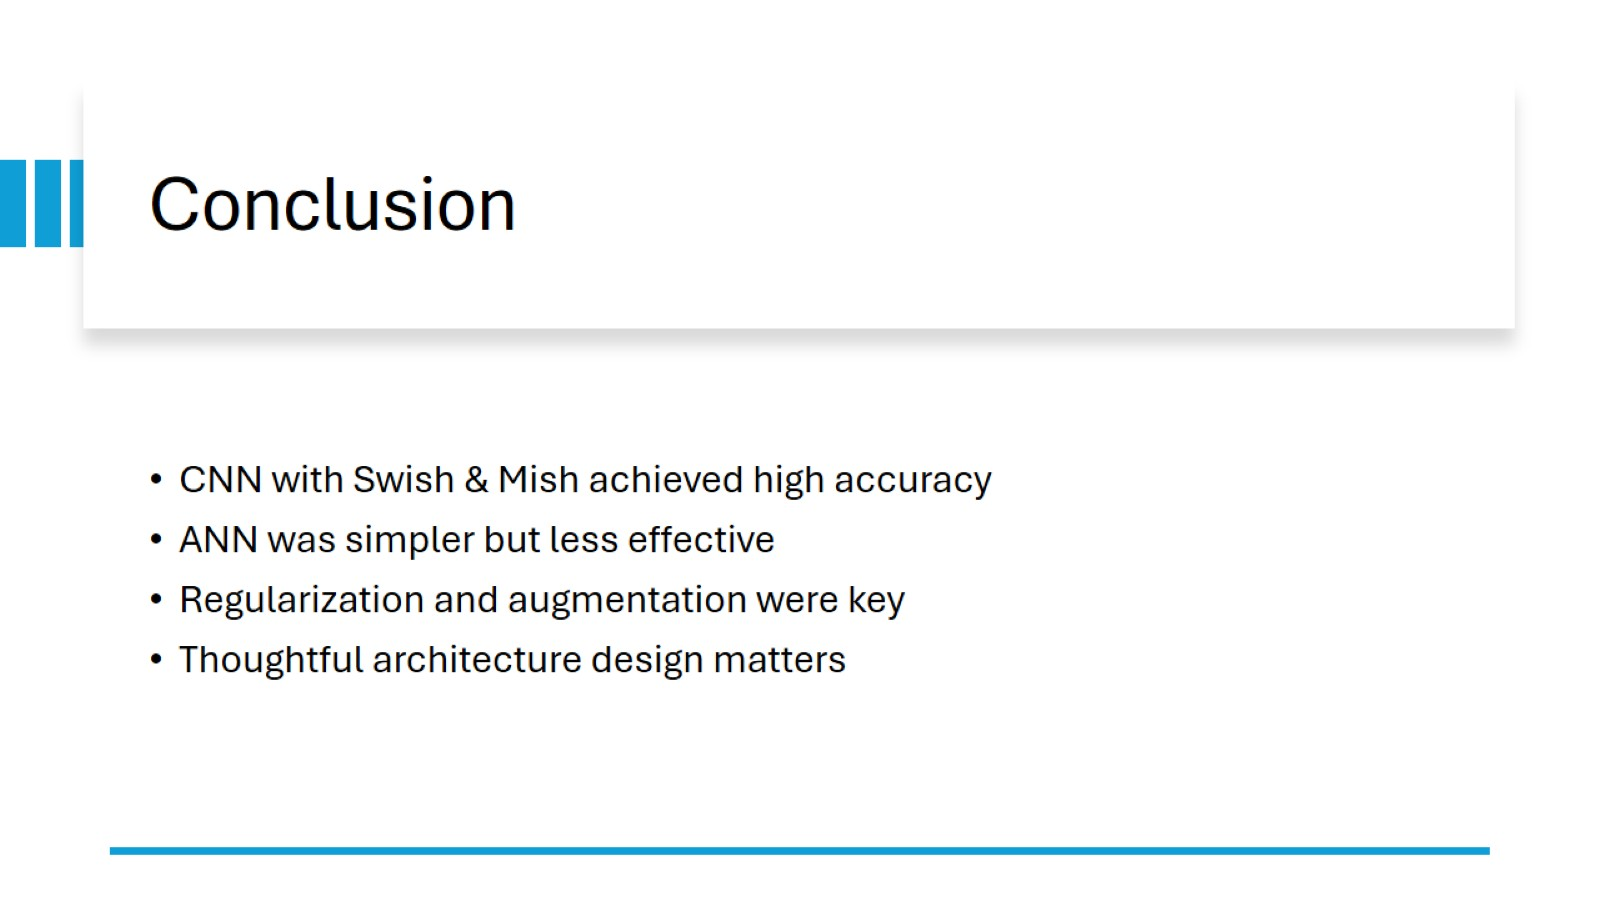 Conclusion
• CNN with Swish & Mish achieved high accuracy
• ANN was simpler but less effective
• Regularization and augmentation were key
• Thoughtful architecture design matters